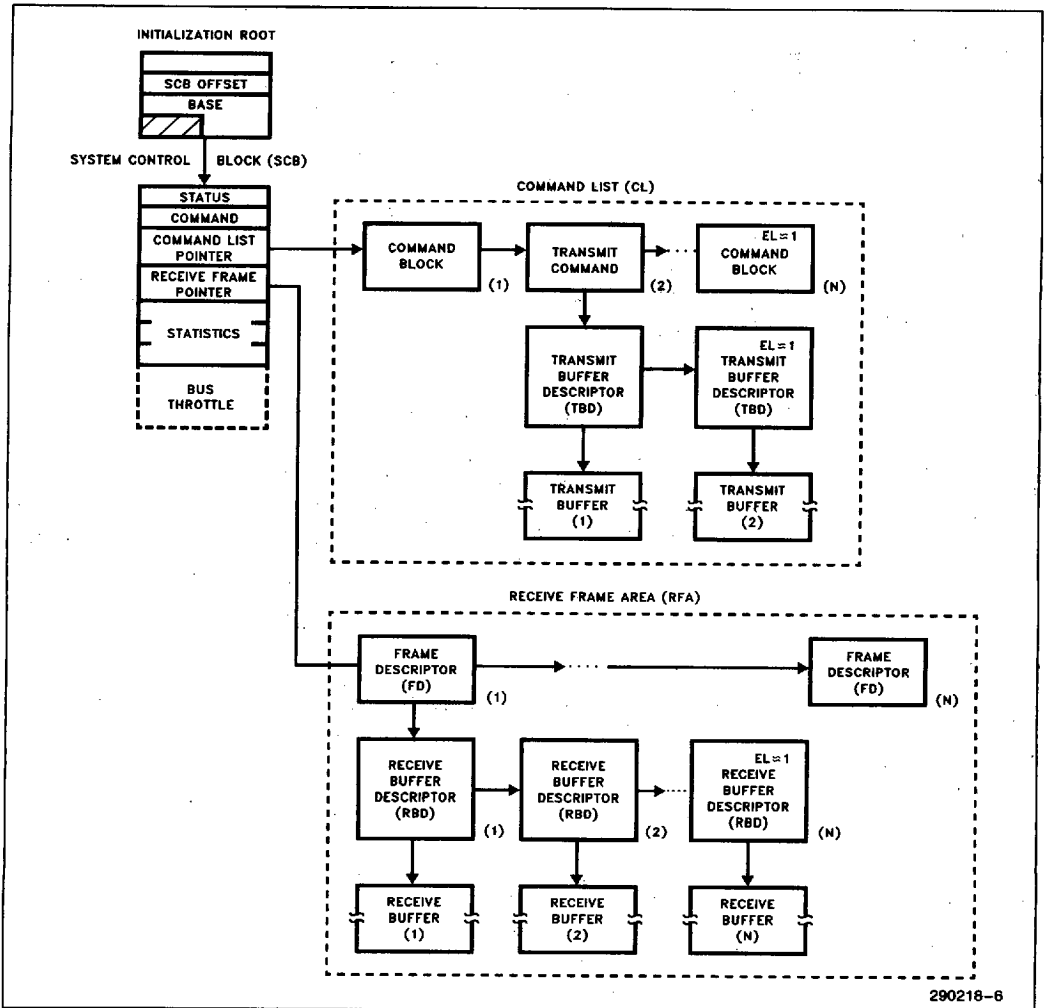 INITIALIZATION ROOT
SCB OFFSET
BASE
SYSTEM CONTROL BLOCK (SCB)
STATUS
COMMAND
COMMAND LIST
POINTER
RECEIVE FRAME
POINTER
STATISTICS
BUS
THROTTLE
COMMAND LIST (CL)
COMMAND
BLOCK
(1)
TRANSMIT
COMMAND
(2)
EL=1
COMMAND
BLOCK
(N)
TRANSMIT
BUFFER
DESCRIPTOR
(TBD)
EL=1
TRANSMIT
BUFFER
DESCRIPTOR
(TBD)
TRANSMIT
BUFFER
(1)
TRANSMIT
BUFFER
(2)
RECEIVE FRAME AREA (RFA)
FRAME
DESCRIPTOR
(FD)
(1)
FRAME
DESCRIPTOR
(FD)
(N)
RECEIVE
BUFFER
DESCRIPTOR
(RBD)
(1)
RECEIVE
BUFFER
DESCRIPTOR
(RBD)
(2)
EL=1
RECEIVE
BUFFER
DESCRIPTOR
(RBD)
(N)
RECEIVE
BUFFER
(1)
RECEIVE
BUFFER
(2)
RECEIVE
BUFFER
(N)
290218-6